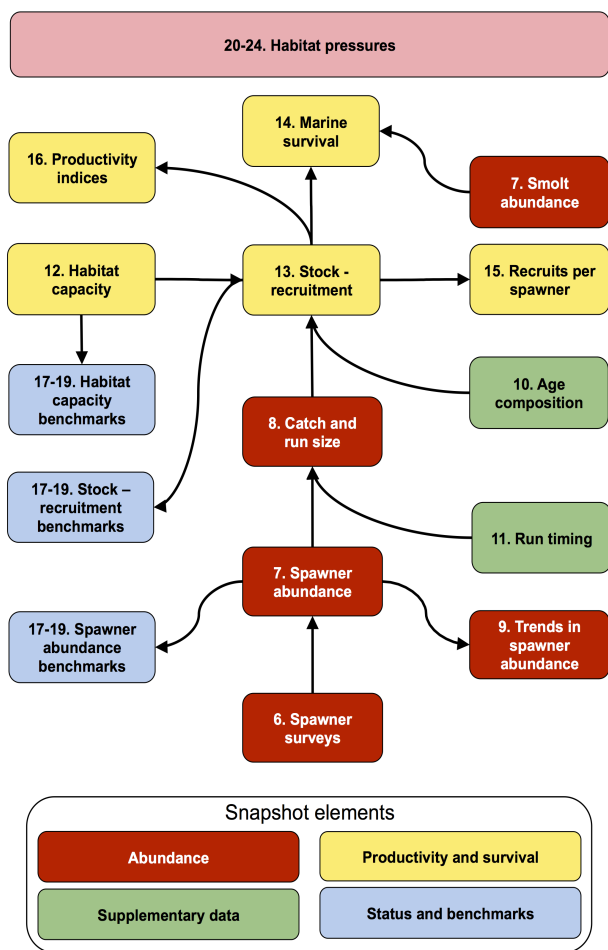 20-24. Habitat pressures
14. Marine
survival
16. Productivity
indices
7. Smolt
abundance
12. Habitat
capacity
13. Stock -
recruitment
15. Recruits per
spawner
17-19. Habitat
capacity
benchmarks
10. Age
composition
8. Catch and
run size
17-19. Stock –
recruitment
benchmarks
11. Run timing
7. Spawner
abundance
17-19. Spawner
abundance
benchmarks
9. Trends in
spawner
abundance
6. Spawner
surveys
Snapshot elements
Abundance
Productivity and survival
Supplementary data
Status and benchmarks